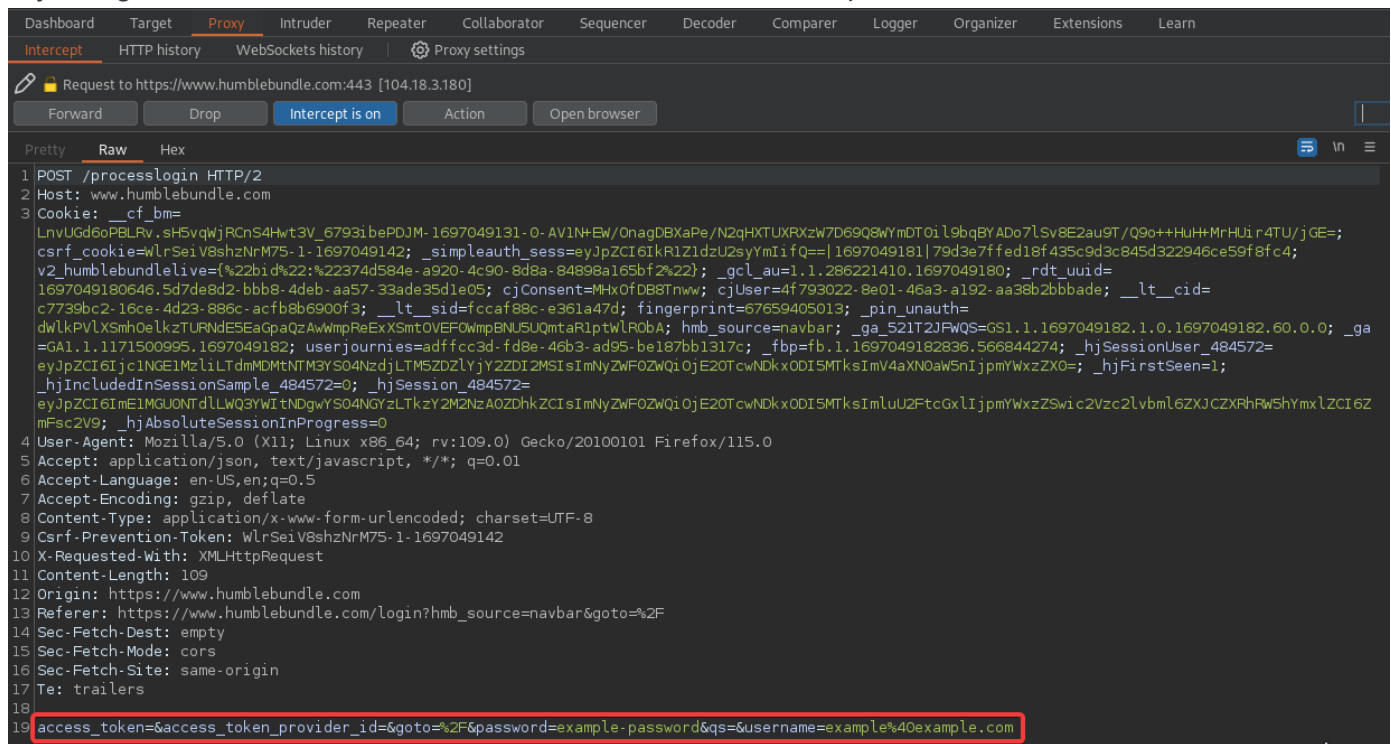 Dashboard Target Proxy Intruder Repeater Collaborator Sequencer Decoder Comparer Logger Organizer Extensions Learn
Intercept HTTP history WebSockets history Proxy settings
Request to https://www.humblebundle.com:443 [104.18.3.180]
Forward Drop Intercept is on Action Open browser
Pretty Raw Hex \n
1 POST /processlogin HTTP/2
2 Host: www.humblebundle.com
3 Cookie: __cf_bm=
LnvUGd6oPBLRv.sH5vqWjRCnS4Hwt3V_6793ibePDJM-1697049131-0-AV1N+EW/OnagDBXaPe/N2qHXTUXRXzW7D69Q8WYmDT0il9bqBYADo7lSv8E2au9T/Q9o++HuH+MrHUir4TU/jGE=;
csrf_cookie=WlrSeiV8shzNrM75-1-1697049142; _simpleauth_sess=eyJpZCI6IkR1Z1dzU2syYmIifQ==|1697049181|79d3e7ffed18f435c9d3c845d322946ce59f8fc4;
v2_humblebundlelive={%22bid%22:%22374d584e-a920-4c90-8d8a-84898a165bf2%22}; _gcl_au=1.1.286221410.1697049180; _rdt_uuid=
1697049180646.5d7de8d2-bbb8-4deb-aa57-33ade35d1e05; cjConsent=MHxOfDB8Tnww; cjUser=4f793022-8e01-46a3-a192-aa38b2bbbade; __lt__cid=
c7739bc2-16ce-4d23-886c-acfb8b6900f3; __lt__sid=fccaf88c-e361a47d; fingerprint=67659405013; _pin_unauth=
dWlkPVlXSmhOelkzTURNdE5EaGpaQzAwWmpReExXSmtOVEF0WmpBNU5UQmtaR1ptWlRObA; hmb_source=navbar; _ga_521T2JFWQS=GS1.1.1697049182.1.0.1697049182.60.0.0; _ga
=GA1.1.1171500995.1697049182; userjournies=adffcc3d-fd8e-46b3-ad95-be187bb1317c; _fbp=fb.1.1697049182836.566844274; _hjSessionUser_484572=
eyJpZCI6Ijc1NGE1MzliLTdmMDMtNTM3YS04NzdjLTM5ZDZlYjY2ZDI2MSIsImNyZWF0ZWQiOjE2OTcwNDkxODI5MTksImV4aXN0aW5nIjpmYWxzZX0=; _hjFirstSeen=1;
_hjIncludedInSessionSample_484572=0; _hjSession_484572=
eyJpZCI6ImE1MGU0NTdlLWQ3YWItNDgwYS04NGYzLTkzY2M2NzA0ZDhkZCIsImNyZWF0ZWQiOjE2OTcwNDkxODI5MTksImluU2FtcGxlIjpmYWxzZSwic2Vzc2lvbml6ZXJCZXRhRW5hYmxlZCI6Z
mFsc2V9; _hjAbsoluteSessionInProgress=0
4 User-Agent: Mozilla/5.0 (X11; Linux x86_64; rv:109.0) Gecko/20100101 Firefox/115.0
5 Accept: application/json, text/javascript, */*; q=0.01
6 Accept-Language: en-US,en;q=0.5
7 Accept-Encoding: gzip, deflate
8 Content-Type: application/x-www-form-urlencoded; charset=UTF-8
9 Csrf-Prevention-Token: WlrSeiV8shzNrM75-1-1697049142
10 X-Requested-With: XMLHttpRequest
11 Content-Length: 109
12 Origin: https://www.humblebundle.com
13 Referer: https://www.humblebundle.com/login?hmb_source=navbar&goto=%2F
14 Sec-Fetch-Dest: empty
15 Sec-Fetch-Mode: cors
16 Sec-Fetch-Site: same-origin
17 Te: trailers
18
19 access_token=&access_token_provider_id=&goto=%2F&password=example-password&qs=&username=example%40example.com